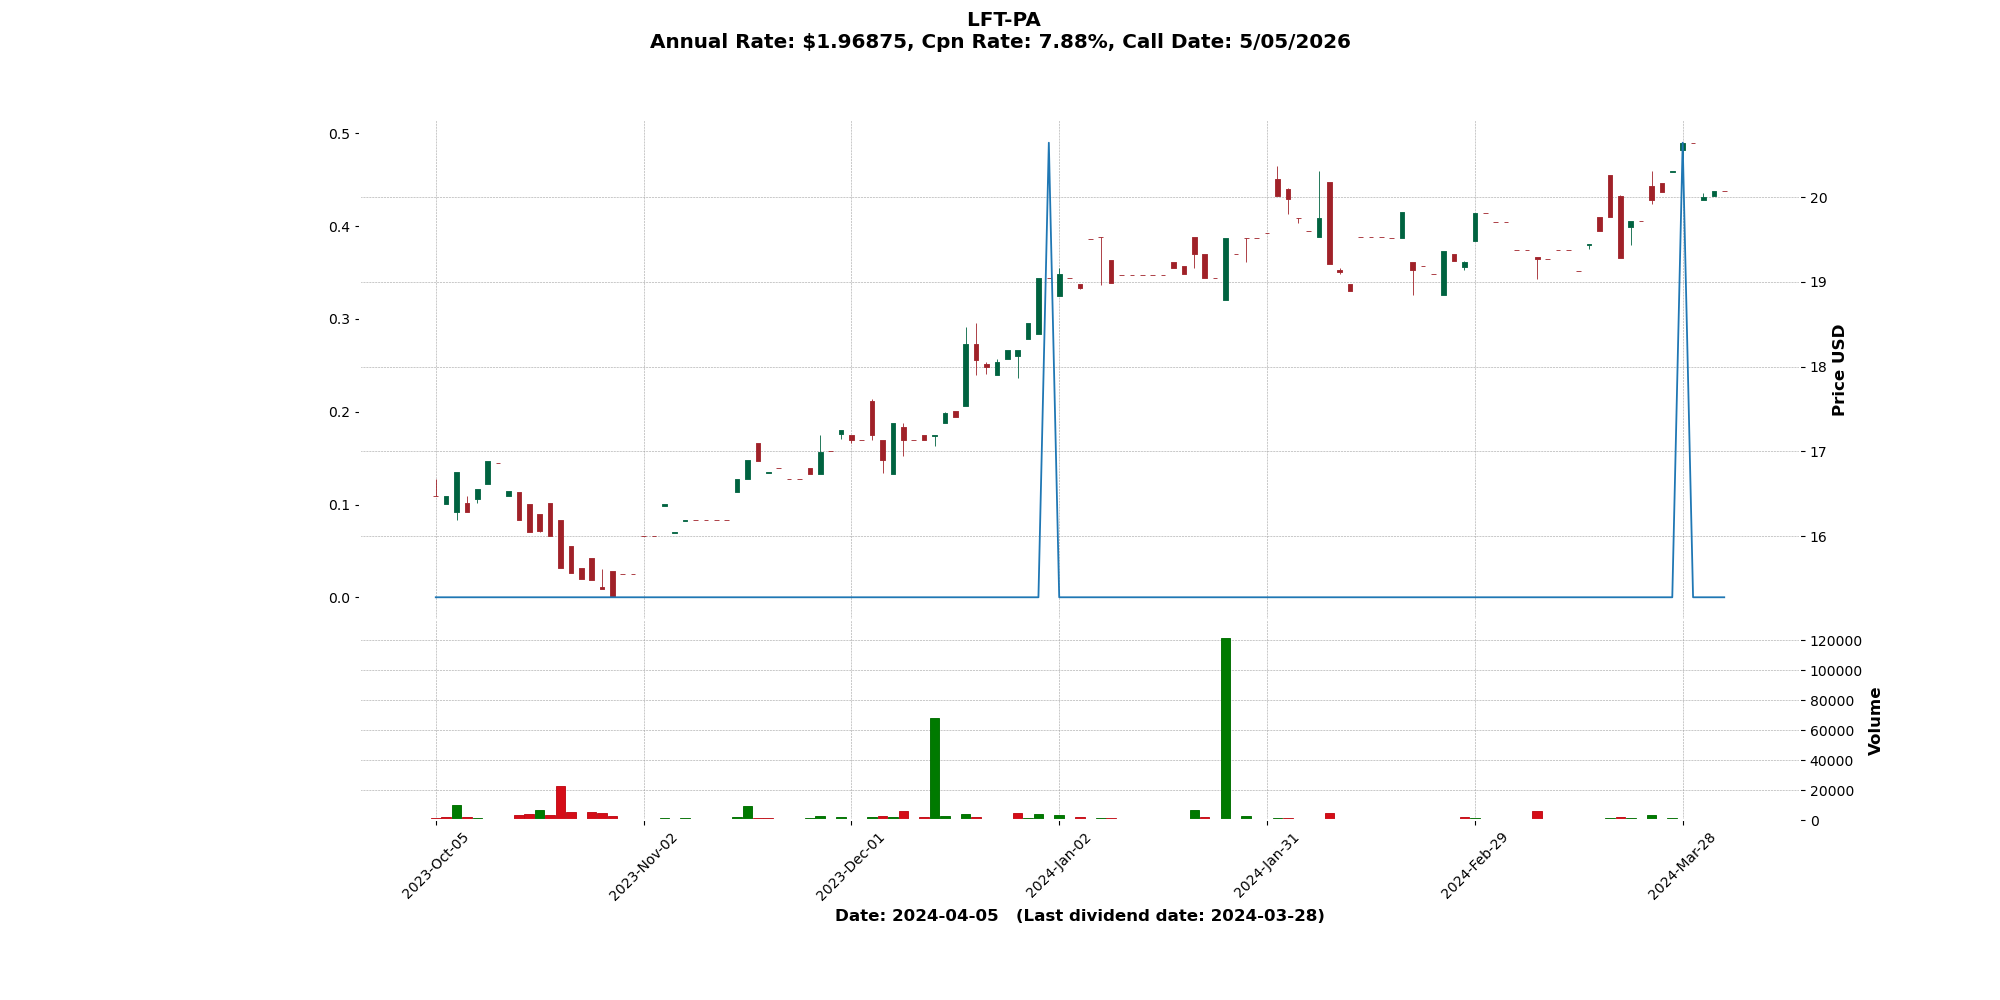 LFT-PA
Annual Rate: $1.96875, Cpn Rate: 7.88%, Call Date: 5/05/2026
0.5
0.4
0.3
0.2
0.1
0.0
20
19
18
17
16
Price USD
120000
100000
80000
60000
40000
20000
0
Volume
2023-Oct-05
2023-Nov-02
2023-Dec-01
2024-Jan-02
2024-Jan-31
2024-Feb-29
2024-Mar-28
Date: 2024-04-05 (Last dividend date: 2024-03-28)